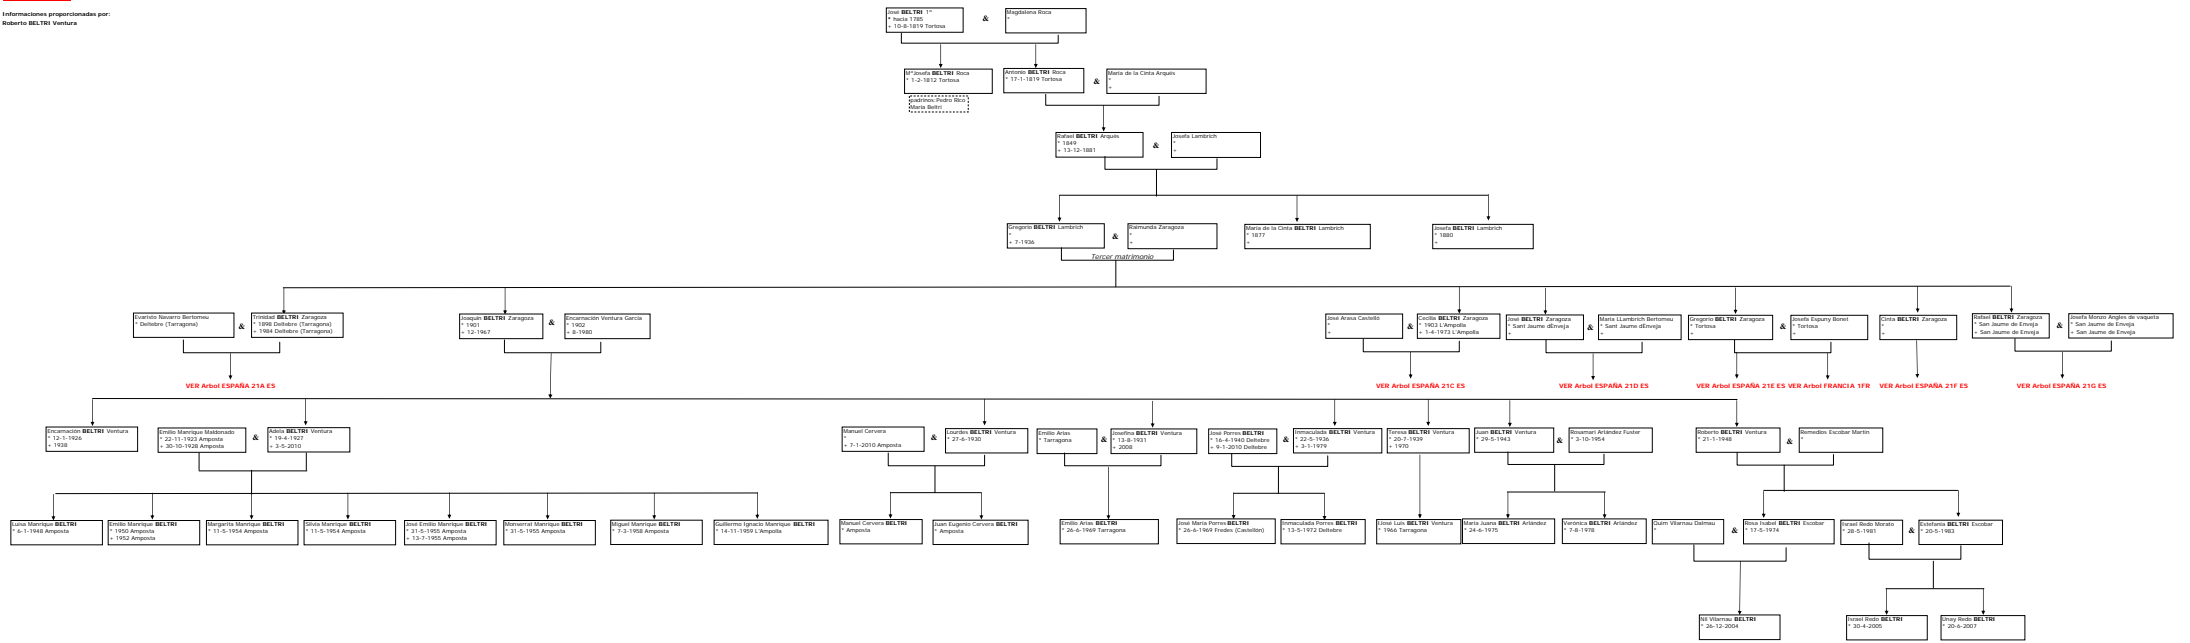 Informaciones proporcionadas por:
Roberto BELTRI Ventura
José BELTRI 1º
* hacia 1785
+ 10-8-1819 Tortosa
&
Magdalena Roca
*
MªJosefa BELTRI Roca
* 1-2-1812 Tortosa
padrinos:Pedro Rico
María Beltri
Antonio BELTRI Roca
* 17-1-1819 Tortosa
&
María de la Cinta Arqués
*
+
Rafael BELTRI Arqués
* 1849
+ 13-12-1881
&
Josefa Lambrich
*
+
Gregorio BELTRI Lambrich
*
+ 7-1936
&
Raimunda Zaragoza
*
+
Tercer matrimonio
María de la Cinta BELTRI Lambrich
* 1877
+
Josefa BELTRI Lambrich
* 1880
+
Evaristo Navarro Bertomeu
* Deltebre (Tarragona)
&
Trinidad BELTRI Zaragoza
* 1898 Deltebre (Tarragona)
+ 1984 Deltebre (Tarragona)
Joaquín BELTRI Zaragoza
* 1901
+ 12-1967
&
Encarnación Ventura García
* 1902
+ 8-1980
José Arasa Castelló
*
+
&
Cecilia BELTRI Zaragoza
* 1903 L'Ampolla
+ 1-4-1973 L'Ampolla
José BELTRI Zaragoza
* Sant Jaume dEnveja
+
&
María LLambrich Bertomeu
* Sant Jaume dEnveja
+
Gregorio BELTRI Zaragoza
* Tortosa
+
&
Josefa Espuny Bonet
* Tortosa
+
Cinta BELTRI Zaragoza
*
+
Rafael BELTRI Zaragoza
* San Jaume de Enveja
+ San Jaume de Enveja
&
Josefa Monzo Angles de vaqueta
* San Jaume de Enveja
+ San Jaume de Enveja
VER Arbol ESPAÑA 21A ES
VER Arbol ESPAÑA 21C ES
VER Arbol ESPAÑA 21D ES
VER Arbol ESPAÑA 21E ES
VER Arbol FRANCIA 1FR
VER Arbol ESPAÑA 21F ES
VER Arbol ESPAÑA 21G ES
Encarnación BELTRI Ventura
* 12-1-1926
+ 1938
Emilio Manrique Maldonado
* 22-11-1923 Amposta
+ 30-10-1928 Amposta
&
Adela BELTRI Ventura
* 19-4-1927
+ 3-5-2010
Manuel Cervera
*
+ 7-1-2010 Amposta
&
Lourdes BELTRI Ventura
* 27-6-1930
Emilio Arias
* Tarragona
&
Josefina BELTRI Ventura
* 13-8-1931
+ 2008
José Porres BELTRI
* 16-4-1940 Deltebre
+ 9-1-2010 Deltebre
&
Inmaculada BELTRI Ventura
* 22-5-1936
+ 3-1-1979
Teresa BELTRI Ventura
* 20-7-1939
+ 1970
Juan BELTRI Ventura
* 29-5-1943
&
Rosamari Arlández Fuster
* 3-10-1954
Roberto BELTRI Ventura
* 21-1-1948
&
Remedios Escobar Martín
*
Luisa Manrique BELTRI
* 6-1-1948 Amposta
Emilio Manrique BELTRI
* 1950 Amposta
+ 1952 Amposta
Margarita Manrique BELTRI
* 11-5-1954 Amposta
Silvia Manrique BELTRI
* 11-5-1954 Amposta
José Emilio Manrique BELTRI
* 31-5-1955 Amposta
+ 13-7-1955 Amposta
Monserrat Manrique BELTRI
* 31-5-1955 Amposta
Miguel Manrique BELTRI
* 7-3-1958 Amposta
Guillermo Ignacio Manrique BELTRI
* 14-11-1959 L'Ampolla
Manuel Cervera BELTRI
* Amposta
Juan Eugenio Cervera BELTRI
* Amposta
Emilio Arias BELTRI
* 26-6-1969 Tarragona
José María Porres BELTRI
* 26-6-1969 Fredes (Castellón)
Inmaculada Porres BELTRI
* 13-5-1972 Deltebre
IJosé Luis BELTRI Ventura
* 1966 Tarragona
María Juana BELTRI Arlández
* 24-6-1975
Verónica BELTRI Arlández
* 7-8-1978
Quim Vilarnau Dalmau
*
&
Rosa Isabel BELTRI Escobar
* 17-5-1974
Israel Redo Morato
* 28-5-1981
&
Estefania BELTRI Escobar
* 20-5-1983
Nil Vilarnau BELTRI
* 26-12-2004
Israel Redo BELTRI
* 30-4-2005
Unay Redo BELTRI
* 20-6-2007